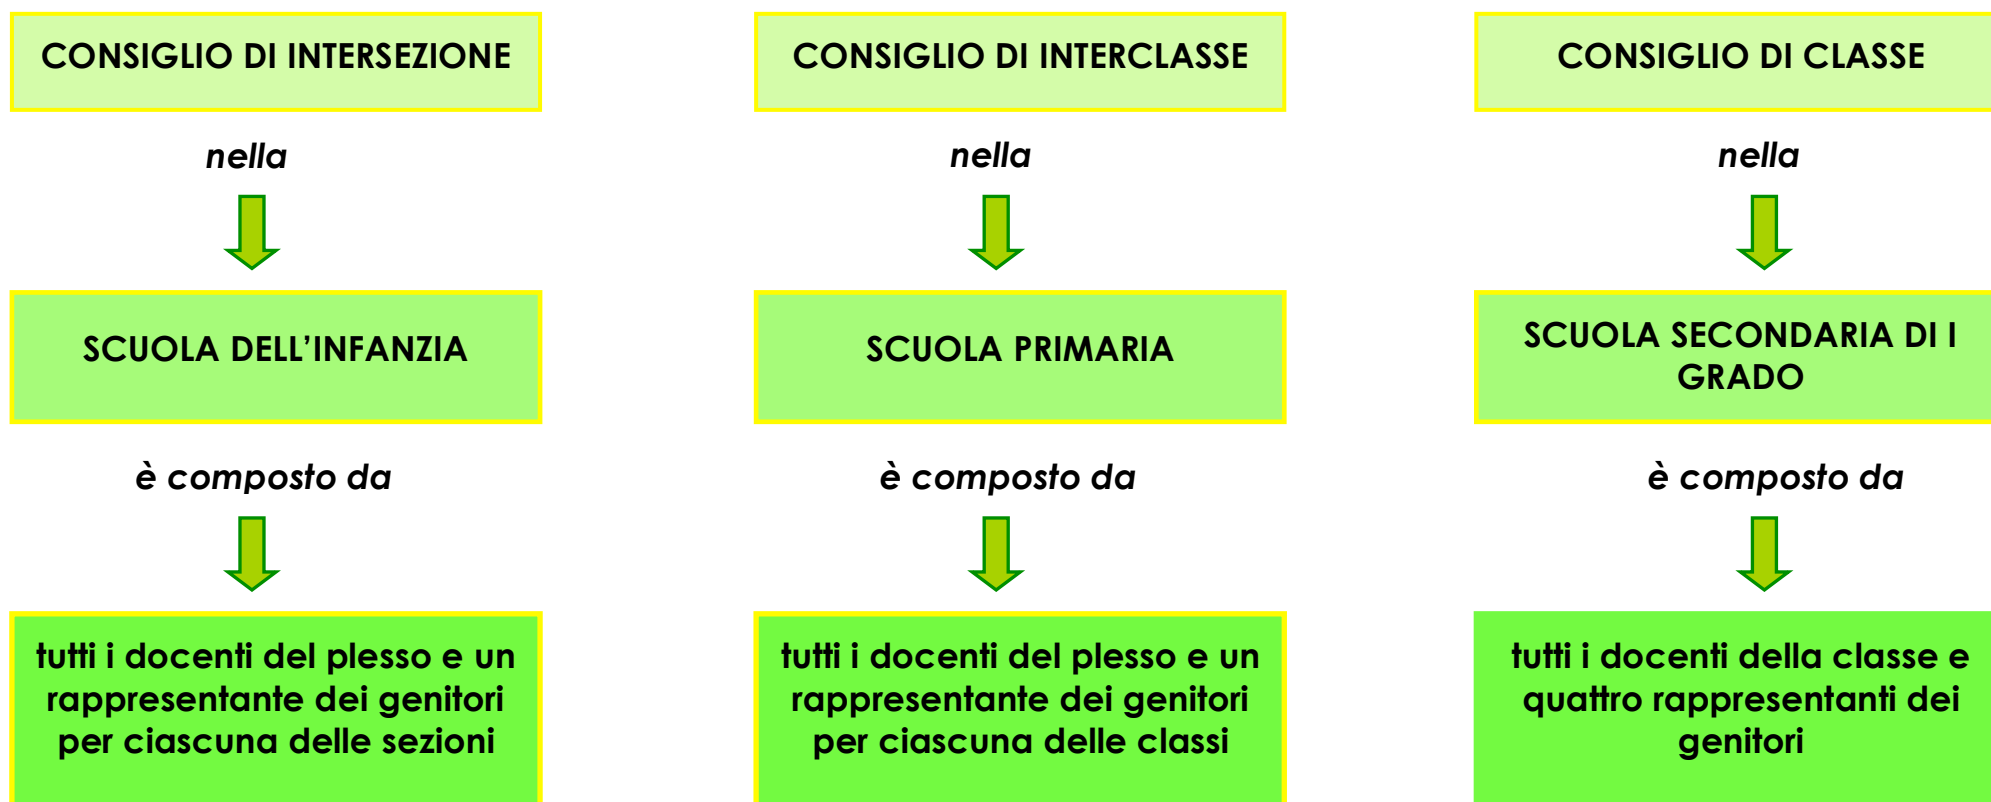 CONSIGLIO DI INTERSEZIONE
nella
SCUOLA DELL’INFANZIA
è composto da
tutti i docenti del plesso e un
rappresentante dei genitori
per ciascuna delle sezioni
CONSIGLIO DI INTERCLASSE
nella
SCUOLA PRIMARIA
è composto da
tutti i docenti del plesso e un
rappresentante dei genitori
per ciascuna delle classi
CONSIGLIO DI CLASSE
nella
SCUOLA SECONDARIA DI I
GRADO
è composto da
tutti i docenti della classe e
quattro rappresentanti dei
genitori